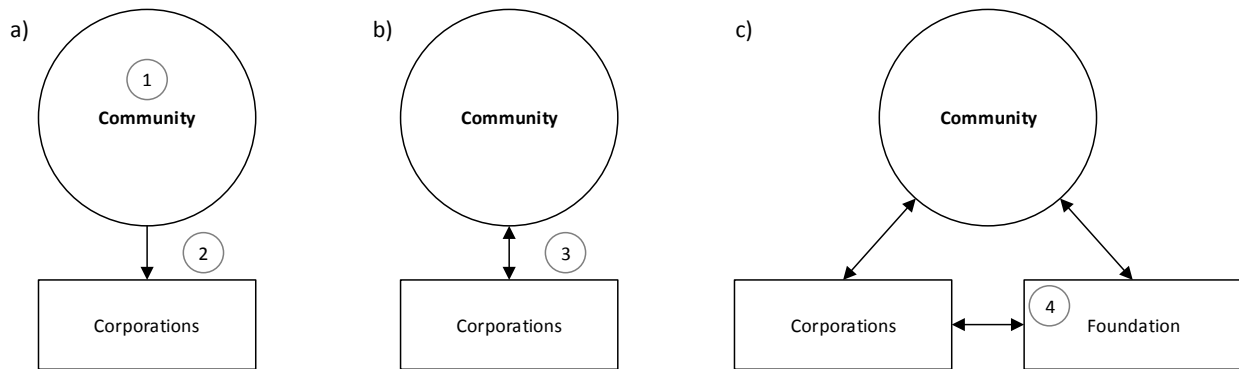 a)
1
Community
2
Corporations
b)
Community
3
Corporations
c)
Community
Corporations
4
Foundation